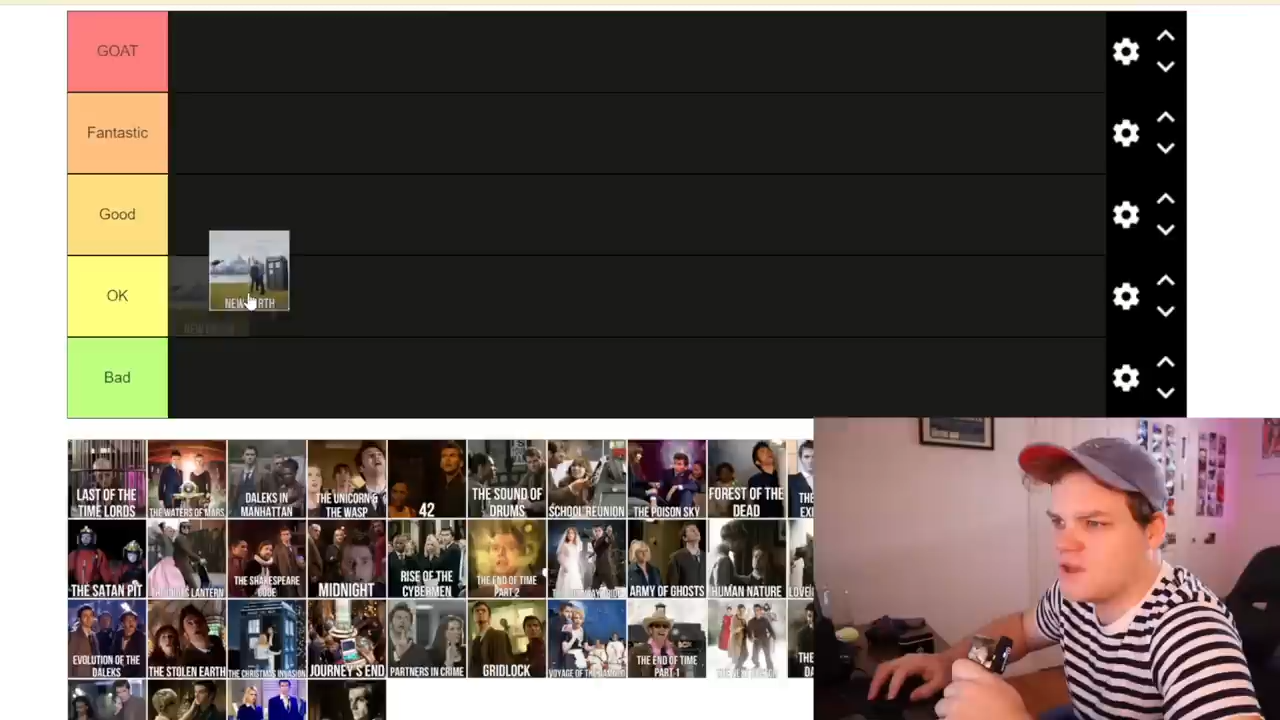 GOAT
Fantastic
Good
OK
Bad
NEW
LAST OF THE
TIME LORDS
THE WATERS OF MARS
DALEKS IN
MANHATTAN
THE UNICORN &
THE WASP
42
THE SOUND OF
DRUMS
SCHOOL REUNION
THE POISON SKY
FOREST OF THE
DEAD
THE SATAN PIT
LANTERN
THE SHAKESPEARE
CODE
MIDNIGHT
RISE OF THE
CYBERMEN
THE END OF TIME
PART 2
ARMY OF GHOSTS
HUMAN NATURE
EVOLUTION OF THE
DALEKS
THE STOLEN EARTH
THE CHRISTMAS INVASION
JOURNEY'S END
PARTNERS IN CRIME
GRIDLOCK
VOYAGE OF THE DAMNED
THE END OF TIME
PART 1